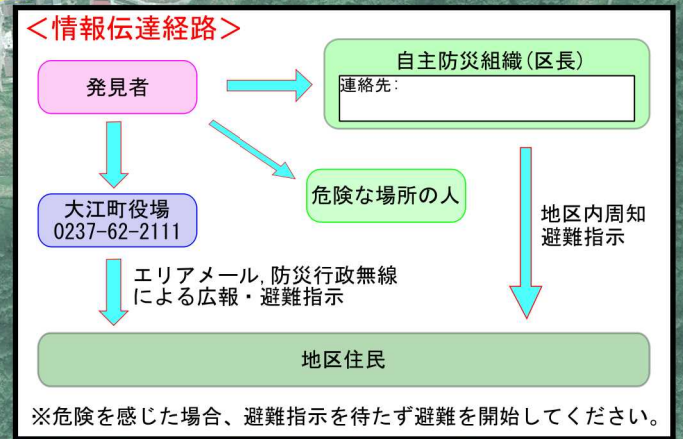 ＜情報伝達経路＞
自主防災組織(区長)
発見者
連絡先:
危険な場所の人
大江町役場
0237-62-2111
地区内周知
避難指示
エリアメール,防災行政無線
による広報・避難指示
地区住民
※危険を感じた場合、避難指示を待たず避難を開始してください。